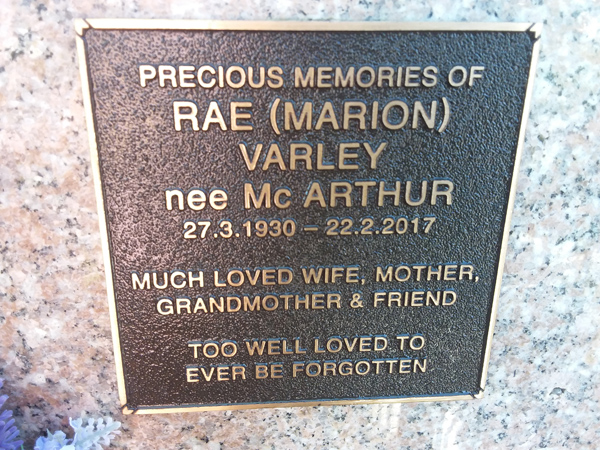 PRECIOUS MEMORIES OF
RAE (MARION)
VARLEY
nee Mc ARTHUR
27.3.1930 – 22.2.2017
MUCH LOVED WIFE, MOTHER,
GRANDMOTHER & FRIEND
TOO WELL LOVED TO
EVER BE FORGOTTEN